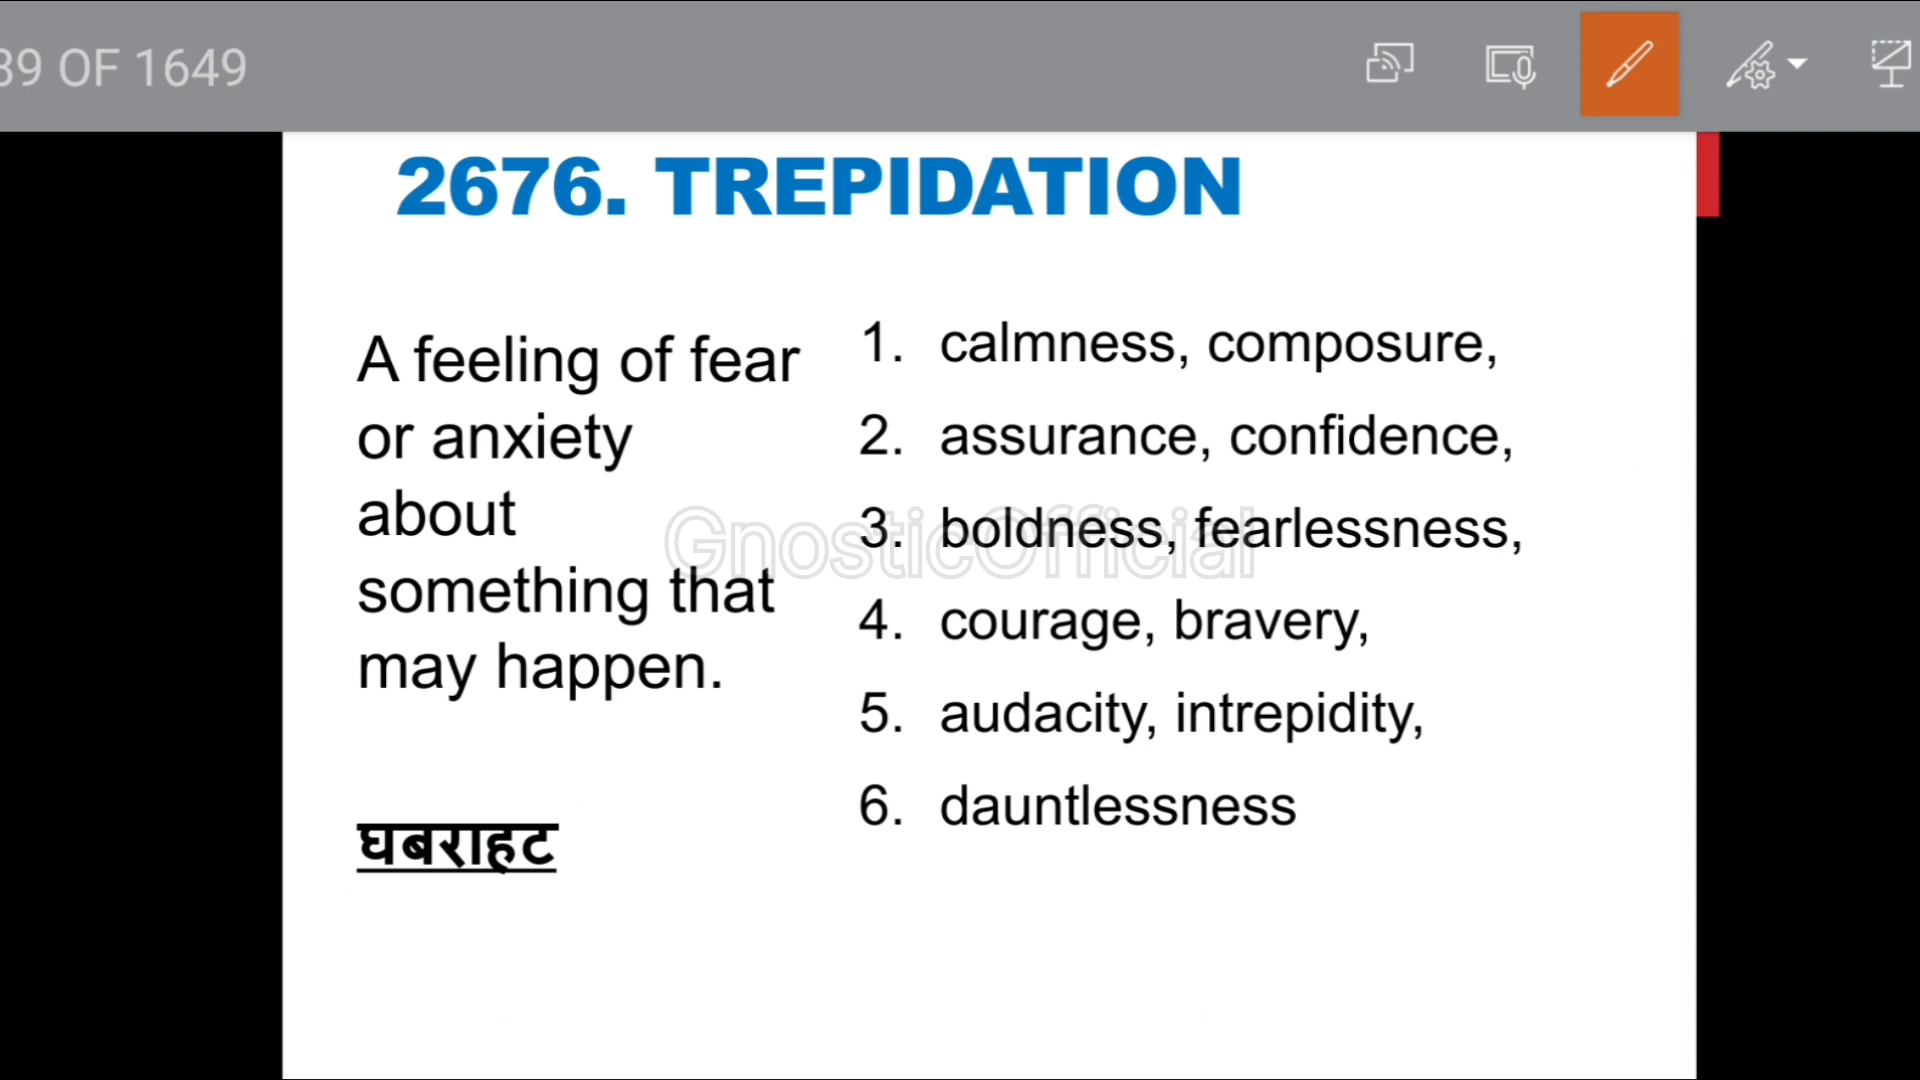 39 OF 1649
2676. TREPIDATION
A feeling of fear
or anxiety
about
something that
may happen.
घबराहट
1. calmness, composure,
2. assurance, confidence,
3. boldness, fearlessness,
4. courage, bravery,
5. audacity, intrepidity,
6. dauntlessness
GnosticOfficial